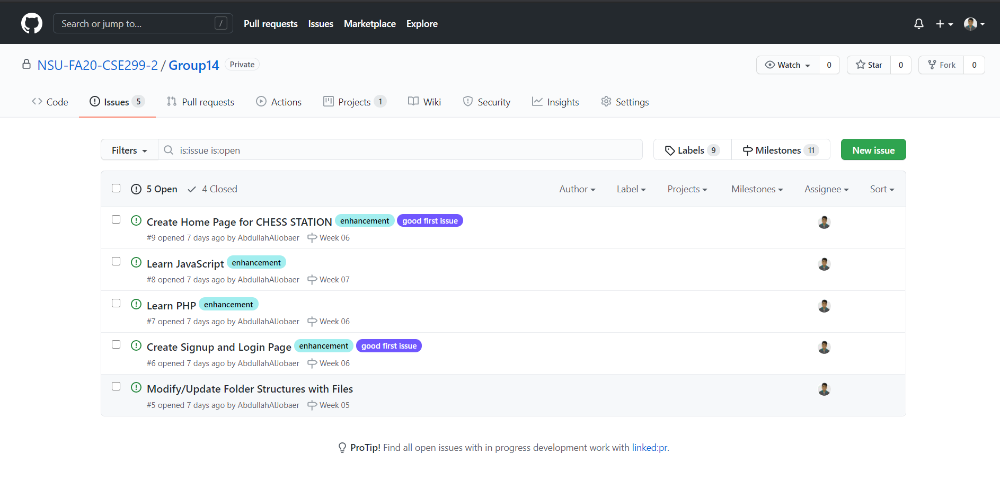 Search or jump to... / Pull requests Issues Marketplace Explore
NSU-FA20-CSE299-2 / Group14 Private Watch 0 Star 0 Fork 0
Code Issues 5 Pull requests Actions Projects 1 Wiki Security Insights Settings
Filters is:issue is:open Labels 9 Milestones 11 New issue
5 Open 4 Closed Author Label Projects Milestones Assignee Sort
Create Home Page for CHESS STATION enhancement good first issue
#9 opened 7 days ago by AbdullahAlJobaer Week 06
Learn JavaScript enhancement
#8 opened 7 days ago by AbdullahAlJobaer Week 07
Learn PHP enhancement
#7 opened 7 days ago by AbdullahAlJobaer Week 06
Create Signup and Login Page enhancement good first issue
#6 opened 7 days ago by AbdullahAlJobaer Week 06
Modify/Update Folder Structures with Files
#5 opened 7 days ago by AbdullahAlJobaer Week 05
ProTip! Find all open issues with in progress development work with linked:pr.